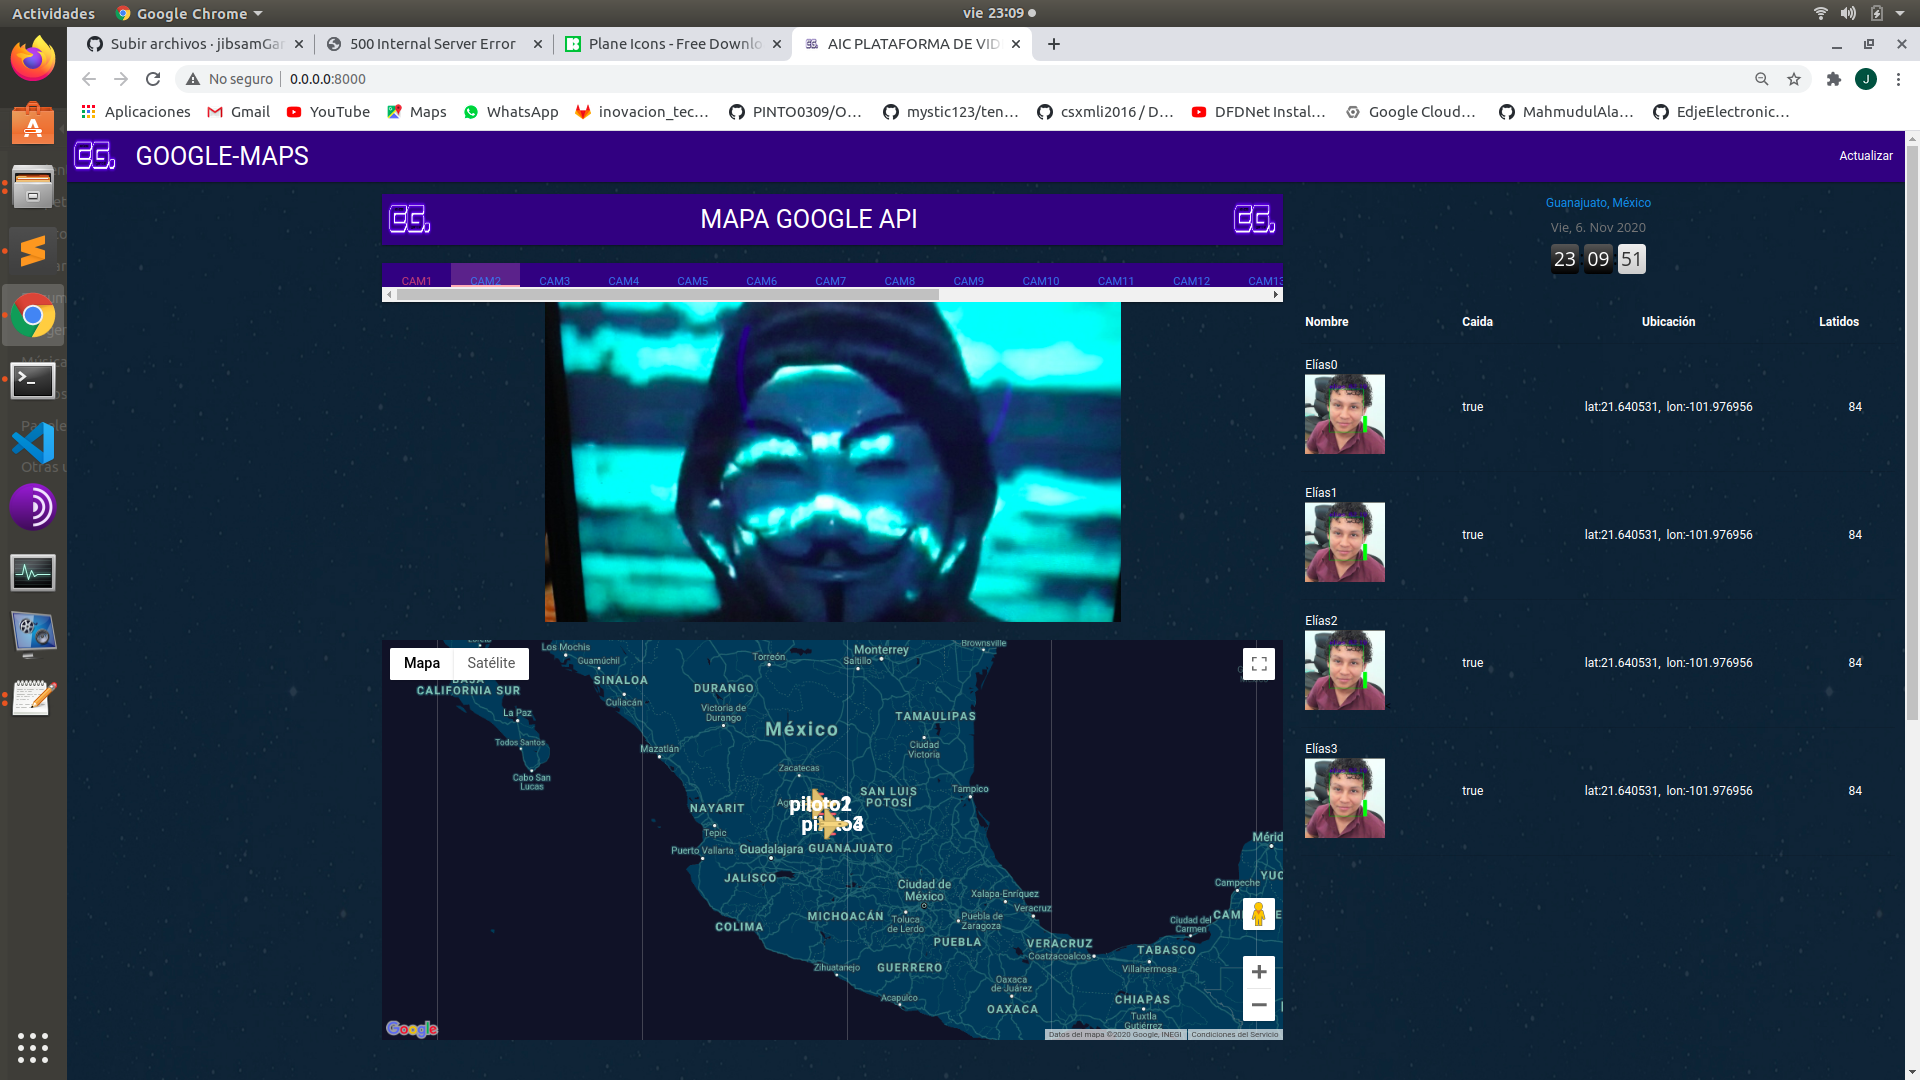 Actividades Google Chrome vie 23:09
Subir archivos · jibsamGar 500 Internal Server Error Plane Icons - Free Downlo AIC PLATAFORMA DE VID
No seguro 0.0.0.0:8000 J
Aplicaciones Gmail YouTube Maps WhatsApp inovacion_tec... PINTO0309/O... mystic123/ten... csxmli2016 / D... DFDNet Instal... Google Cloud... MahmudulAla... EdjeElectronic...
GOOGLE-MAPS Actualizar
MAPA GOOGLE API
CAM1 CAM2 CAM3 CAM4 CAM5 CAM6 CAM7 CAM8 CAM9 CAM10 CAM11 CAM12 CAM13
Guanajuato, México
Vie, 6. Nov 2020
23 09 51
Nombre Caida Ubicación Latidos
Elías0
true lat:21.640531, lon:-101.976956 84
Elías1
true lat:21.640531, lon:-101.976956 84
Elías2
true lat:21.640531, lon:-101.976956 84
Elías3
true lat:21.640531, lon:-101.976956 84
Mapa Satélite
Los Mochis
Guamúchil
SINALOA
Culiacán
Torreón
Saltillo
Monterrey
Brownsville
BAJA
CALIFORNIA SUR
La Paz
Todos Santos
Cabo San
Lucas
DURANGO
Victoria de
Durango
México
TAMAULIPAS
Ciudad
Victoria
Mazatlán
Zacatecas
SAN LUIS
POTOSÍ
Tampico
NAYARIT
Tepic
Puerto Vallarta
Guadalajara
GUANAJUATO
JALISCO
Ciudad de
México
Xalapa-Enríquez
Veracruz
MICHOACÁN
Toluca
de Lerdo
Puebla de
Zaragoza
COLIMA
PUEBLA
VERACRUZ
Coatzacoalcos
Mérid
YUC
Campeche
Ciudad del
Carmen
TABASCO
Villahermosa
Zihuatanejo
GUERRERO
Acapulco
Oaxaca
de Juárez
OAXACA
CHIAPAS
Tuxtla
Gutiérrez
Google
Datos del mapa ©2020 Google, INEGI Condiciones del Servicio